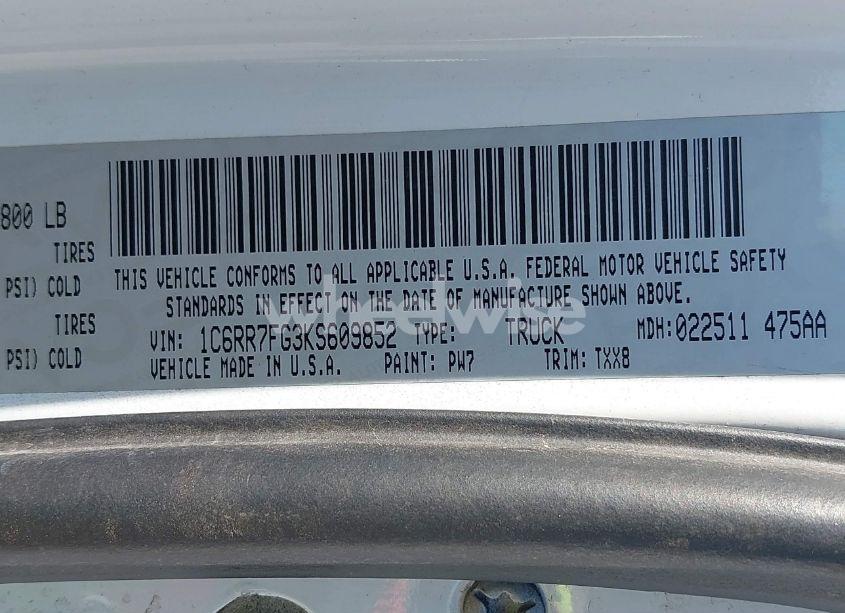 800 LB
TIRES
PSI) COLD
TIRES
PSI) COLD
THIS VEHICLE CONFORMS TO ALL APPLICABLE U.S.A. FEDERAL MOTOR VEHICLE SAFETY
STANDARDS IN EFFECT ON THE DATE OF MANUFACTURE SHOWN ABOVE.
VIN: 1C6RR7FG3KS609852 TYPE: TRUCK MDH:022511 475AA
VEHICLE MADE IN U.S.A. PAINT: PW7 TRIM: TXX8
wheelwise